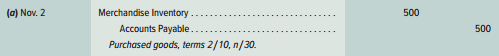 (a) Nov. 2 Merchandise Inventory . . . . . . . . . . . . . . . . . . . . . . . . . . . . . . 500
Accounts Payable . . . . . . . . . . . . . . . . . . . . . . . . . . . . . . 500
Purchased goods, terms 2/10, n/30.